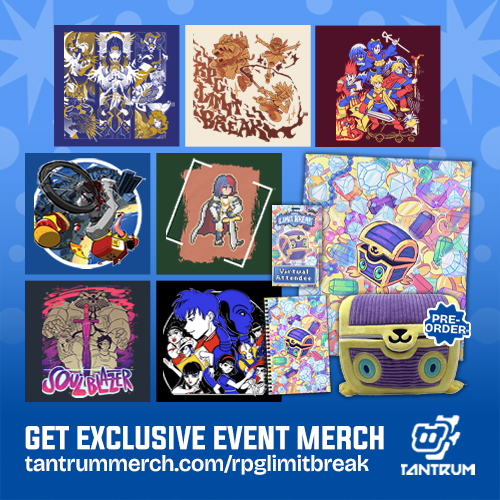 RPG
LIMIT
BREAK
LIMIT BREAK
Virtual
Attendee
PRE-
ORDER
SOUL BLAZER
GET EXCLUSIVE EVENT MERCH
tantrummerch.com/rpglimitbreak
TANTRUM